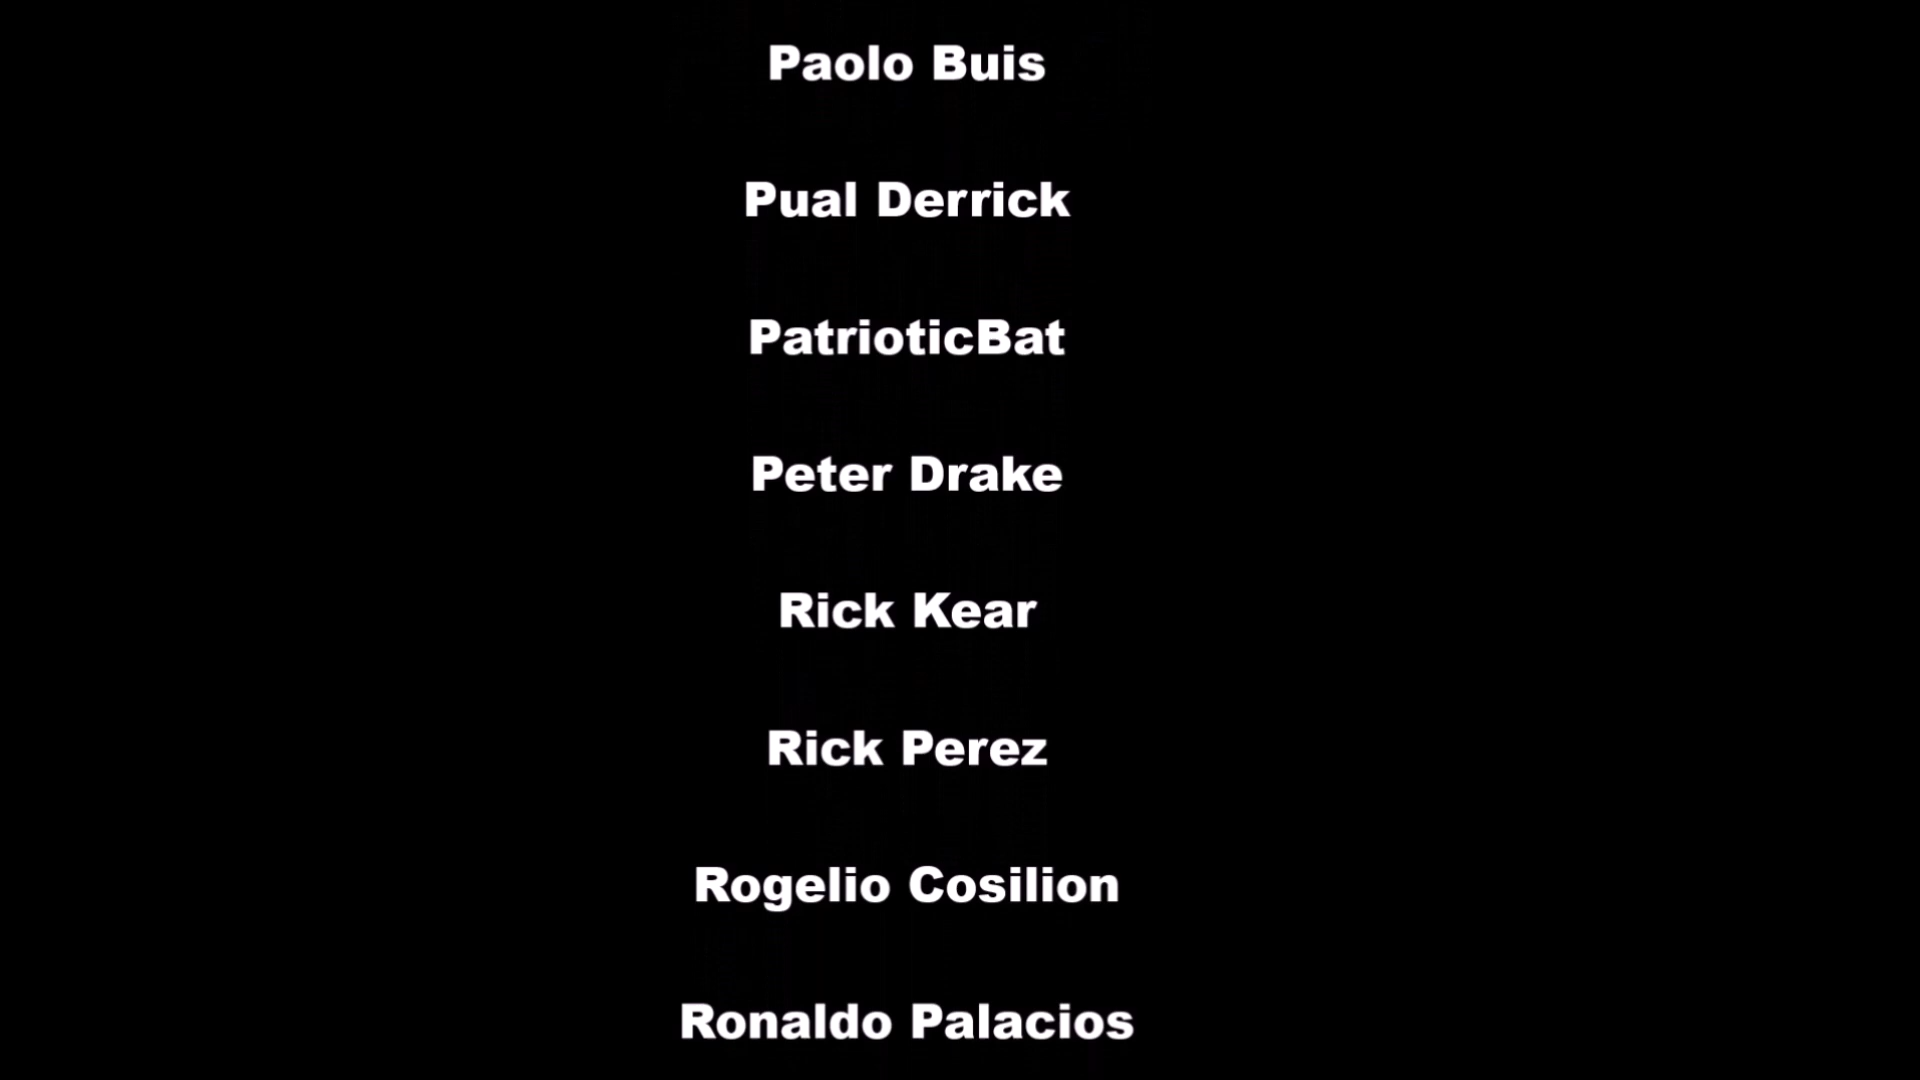 Paolo Buis
Pual Derrick
PatrioticBat
Peter Drake
Rick Kear
Rick Perez
Rogelio Cosilion
Ronaldo Palacios